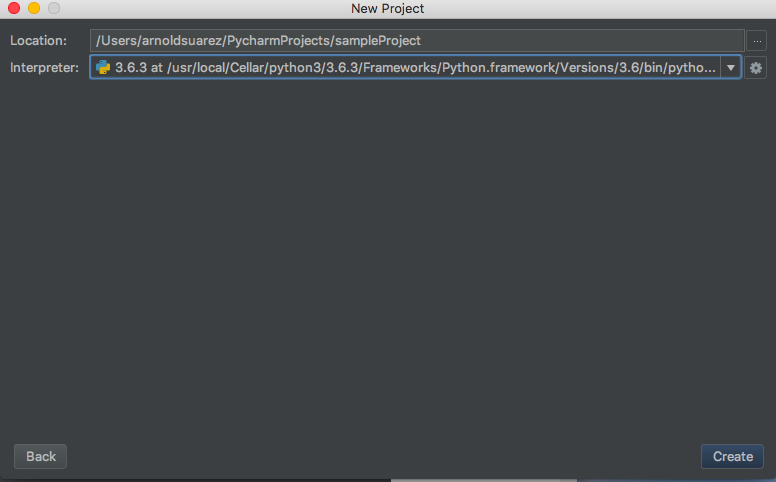 New Project
Location: /Users/arnoldsuarez/PycharmProjects/sampleProject ...
Interpreter: 3.6.3 at /usr/local/Cellar/python3/3.6.3/Frameworks/Python.framework/Versions/3.6/bin/pytho...
Back Create